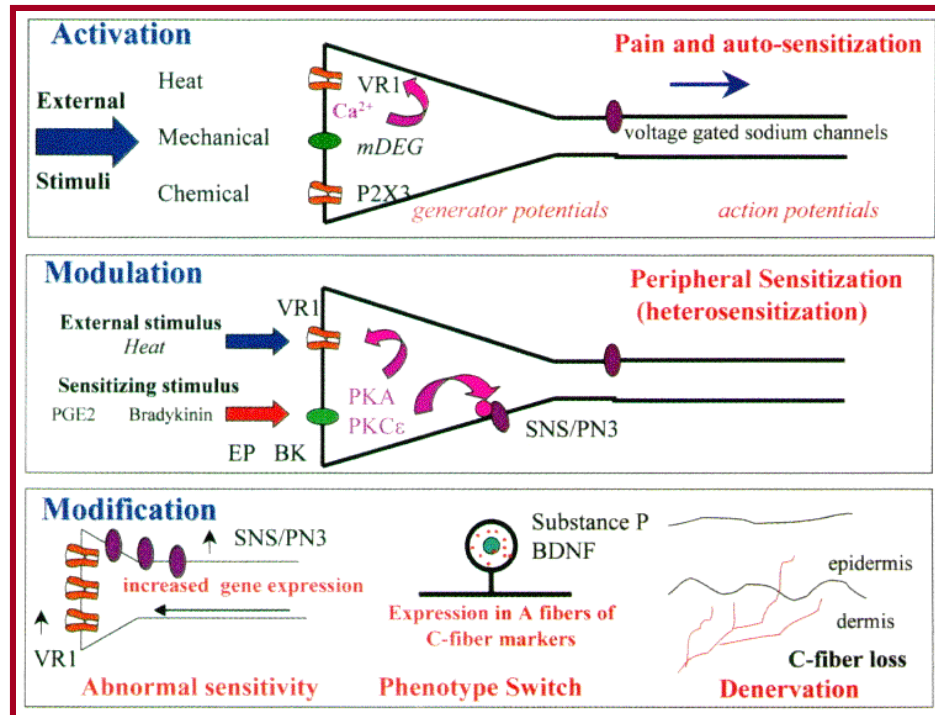 Activation
Pain and auto-sensitization
Heat
VR1
External
Ca2+
Mechanical
mDEG
voltage gated sodium channels
Stimuli
Chemical
P2X3
generator potentials
action potentials
Modulation
Peripheral Sensitization
(heterosensitization)
VR1
External stimulus
Heat
Sensitizing stimulus
PGE2 Bradykinin
PKA
PKCε
SNS/PN3
EP BK
Modification
SNS/PN3
increased gene expression
VR1
Abnormal sensitivity
Substance P
BDNF
Expression in A fibers of
C-fiber markers
Phenotype Switch
epidermis
dermis
C-fiber loss
Denervation